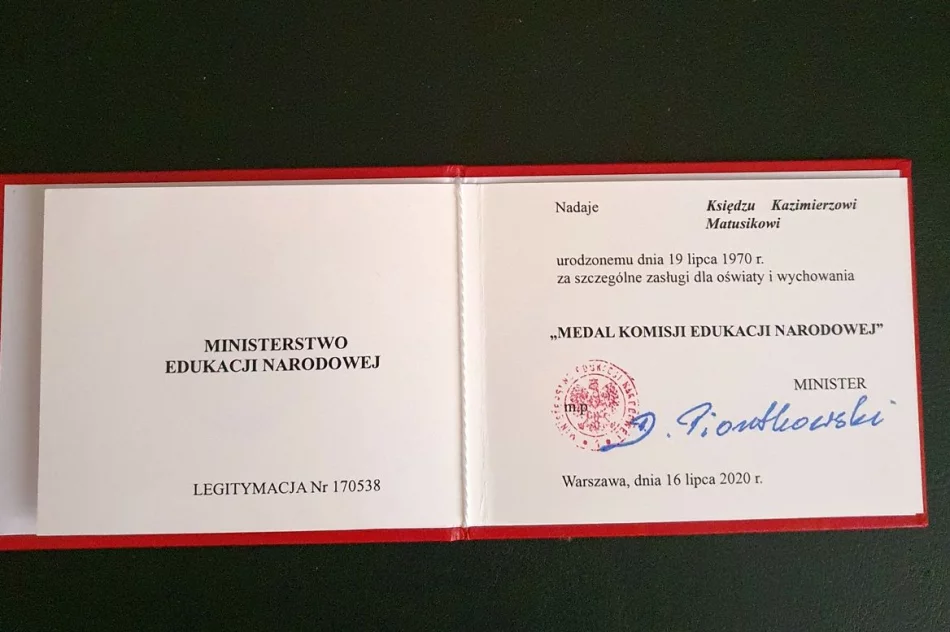 MINISTERSTWO
EDUKACJI NARODOWEJ
LEGITYMACJA Nr 170538
Nadaje Księdzu Kazimierzowi
Matusikowi
urodzonemu dnia 19 lipca 1970 r.
za szczególne zasługi dla oświaty i wychowania
„MEDAL KOMISJI EDUKACJI NARODOWEJ”
MINISTER
m.p
D. Piontkowski
Warszawa, dnia 16 lipca 2020 r.